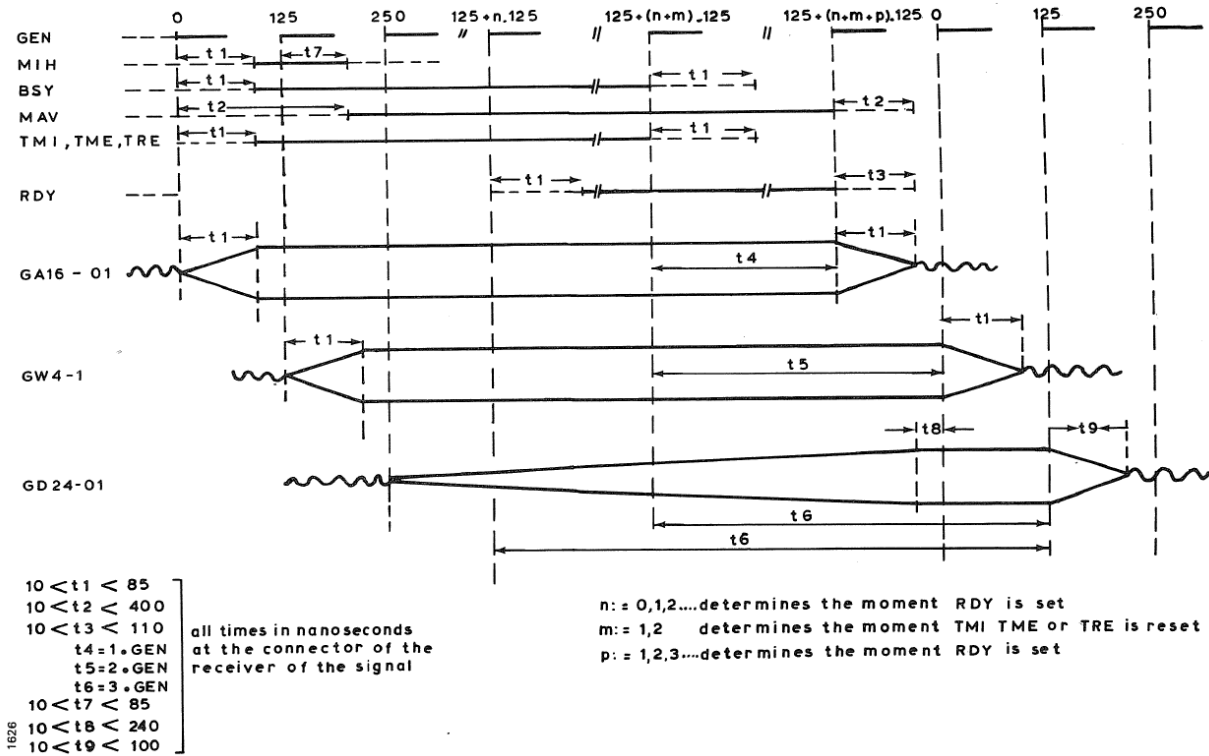 0 125 250 125+n.125 125+(n+m).125 125+(n+m+p).125 0 125 250
GEN
MIH t1 t7
BSY t1 t1
MAV t2 t2
TMI,TME,TRE t1 t1
RDY t1 t3
GA16-01 t1 t4 t1
GW4-1 t1 t5 t1
GD24-01 t8 t9
t6
t6
10 < t1 < 85
10 < t2 < 400
10 < t3 < 110
t4=1.GEN
t5=2.GEN
t6=3.GEN
10 < t7 < 85
10 < t8 < 240
10 < t9 < 100
all times in nanoseconds
at the connector of the
receiver of the signal
n:=0,1,2....determines the moment RDY is set
m:=1,2 determines the moment TMI TME or TRE is reset
p:=1,2,3....determines the moment RDY is set
1626